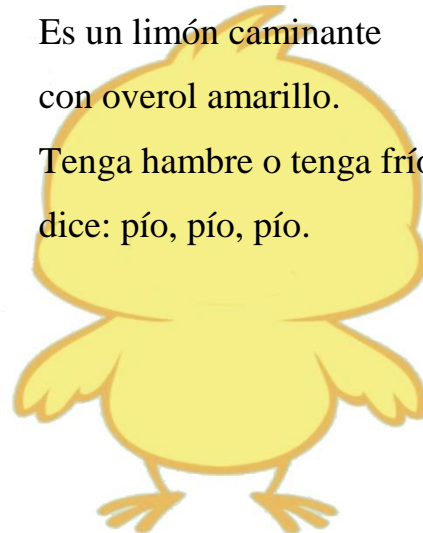 Es un limón caminante
con overol amarillo.
Tenga hambre o tenga frío
dice: pío, pío, pío.